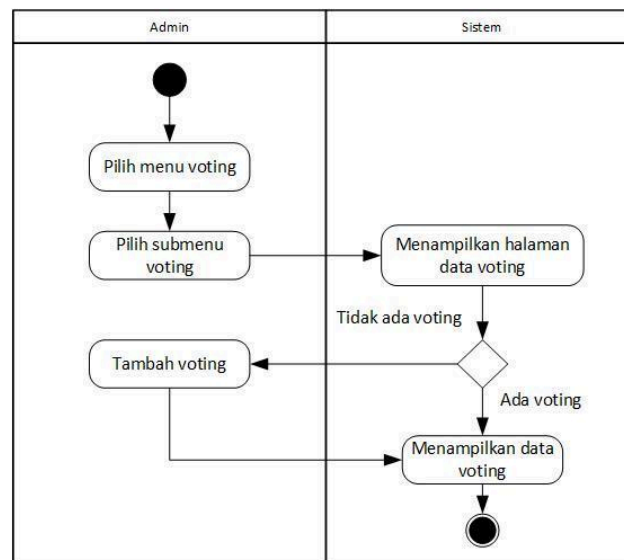 Admin
Sistem
Pilih menu voting
Pilih submenu
voting
Menampilkan halaman
data voting
Tidak ada voting
Tambah voting
Ada voting
Menampilkan data
voting